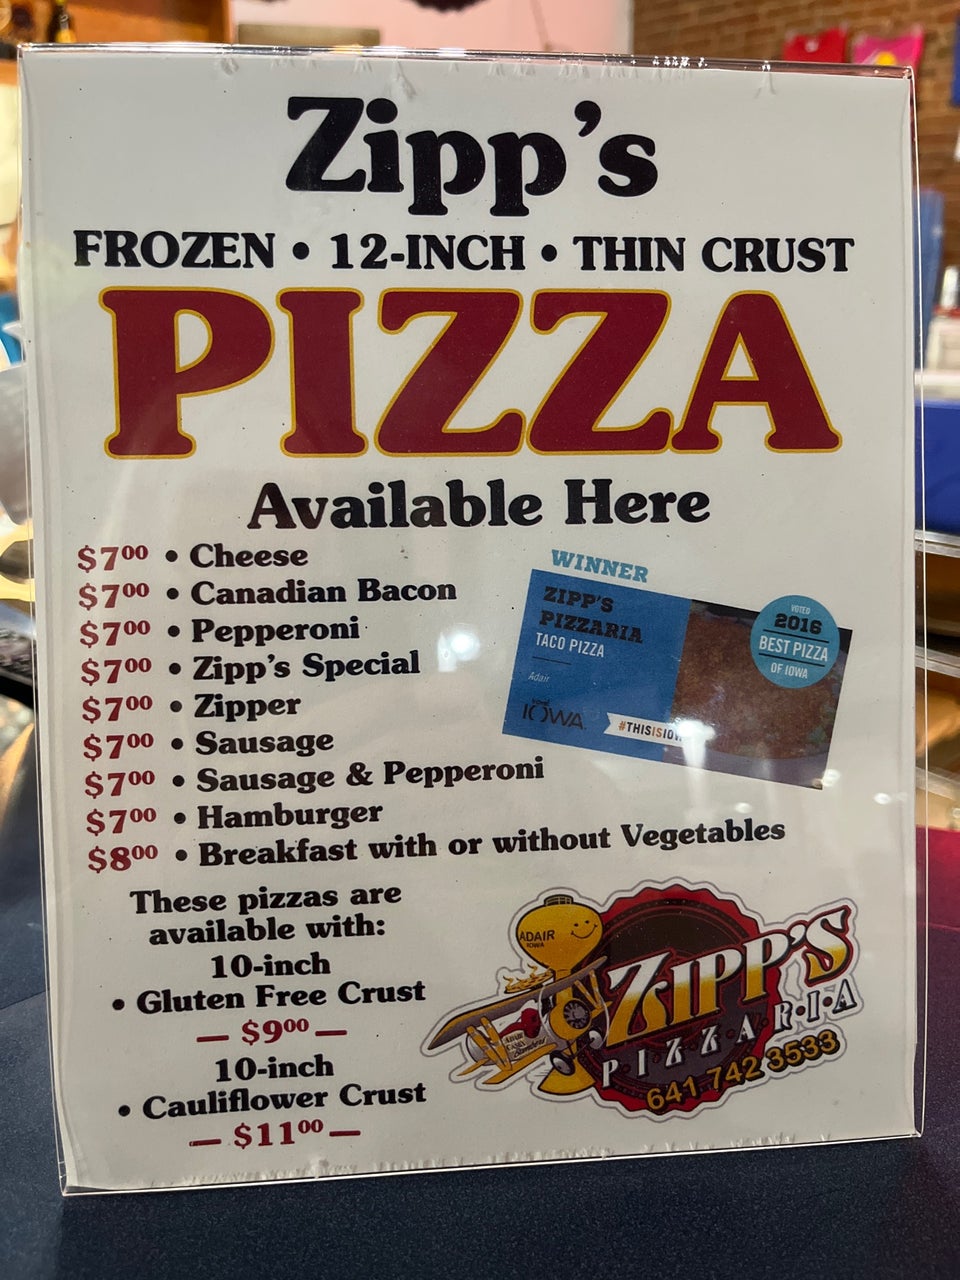 Zipp's
FROZEN • 12-INCH • THIN CRUST
PIZZA
Available Here
$7⁰⁰ • Cheese
$7⁰⁰ • Canadian Bacon
$7⁰⁰ • Pepperoni
$7⁰⁰ • Zipp's Special
$7⁰⁰ • Zipper
$7⁰⁰ • Sausage
$7⁰⁰ • Sausage & Pepperoni
$7⁰⁰ • Hamburger
$8⁰⁰ • Breakfast with or without Vegetables
WINNER
ZIPP'S
PIZZARIA
TACO PIZZA
Adair
IOWA
#THISISIOW
VOTED
2016
BEST PIZZA
OF IOWA
These pizzas are
available with:
10-inch
• Gluten Free Crust
— $9⁰⁰ —
10-inch
• Cauliflower Crust
— $11⁰⁰ —
ADAIR
IOWA
ZIPP'S
P•I•Z•Z•A•R•I•A
641 742 3533